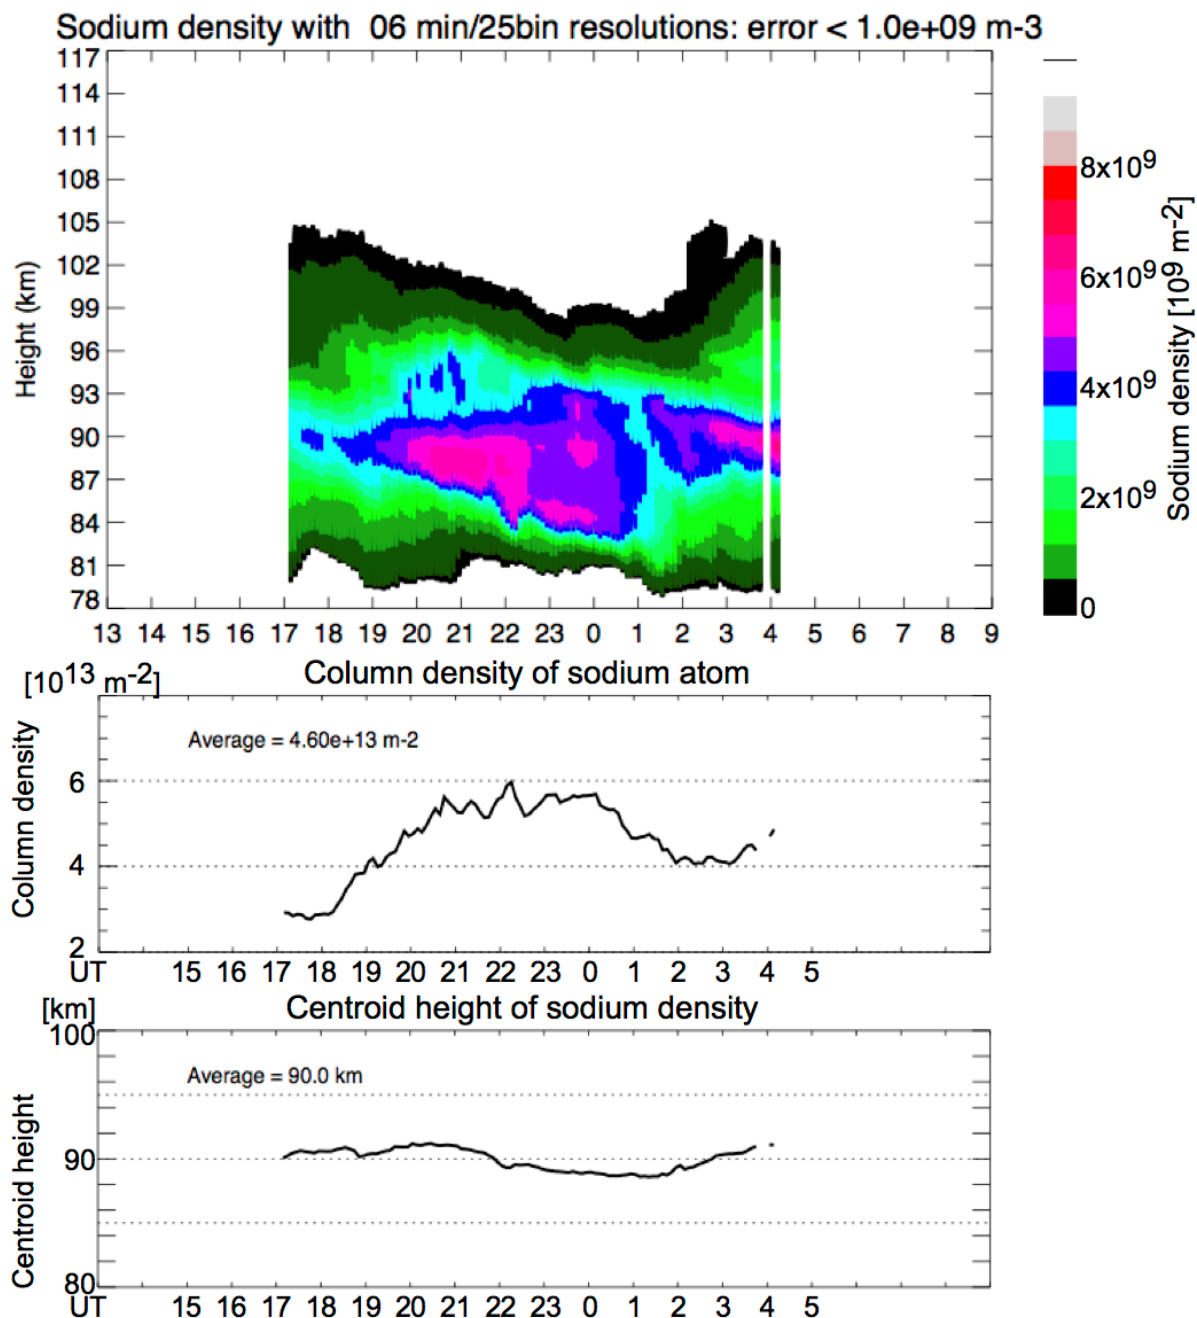 Sodium density with  06 min/25bin resolutions: error < 1.0e+09 m-3
117
114
111
108
105
102
99
96
93
90
87
84
81
78
Height (km)
13 14 15 16 17 18 19 20 21 22 23 0 1 2 3 4 5 6 7 8 9
8x10⁹
6x10⁹
4x10⁹
2x10⁹
0
Sodium density [10⁹ m-2]
Column density of sodium atom
[10¹³ m-2]
Average = 4.60e+13 m-2
6
4
2
Column density
UT 15 16 17 18 19 20 21 22 23 0 1 2 3 4 5
Centroid height of sodium density
[km]
100
Average = 90.0 km
90
80
Centroid height
UT 15 16 17 18 19 20 21 22 23 0 1 2 3 4 5